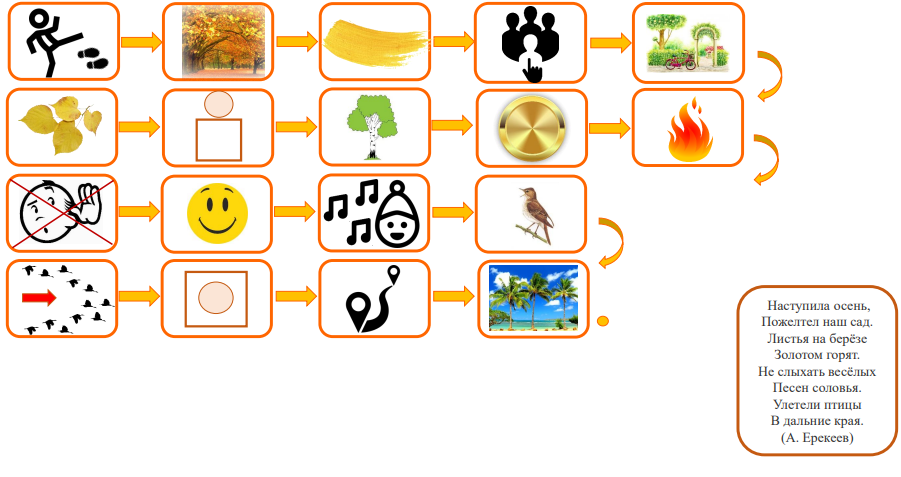 Наступила осень,
Пожелтел наш сад.
Листья на берёзе
Золотом горят.
Не слыхать весёлых
Песен соловья.
Улетели птицы
В дальние края.
(А. Ерекеев)